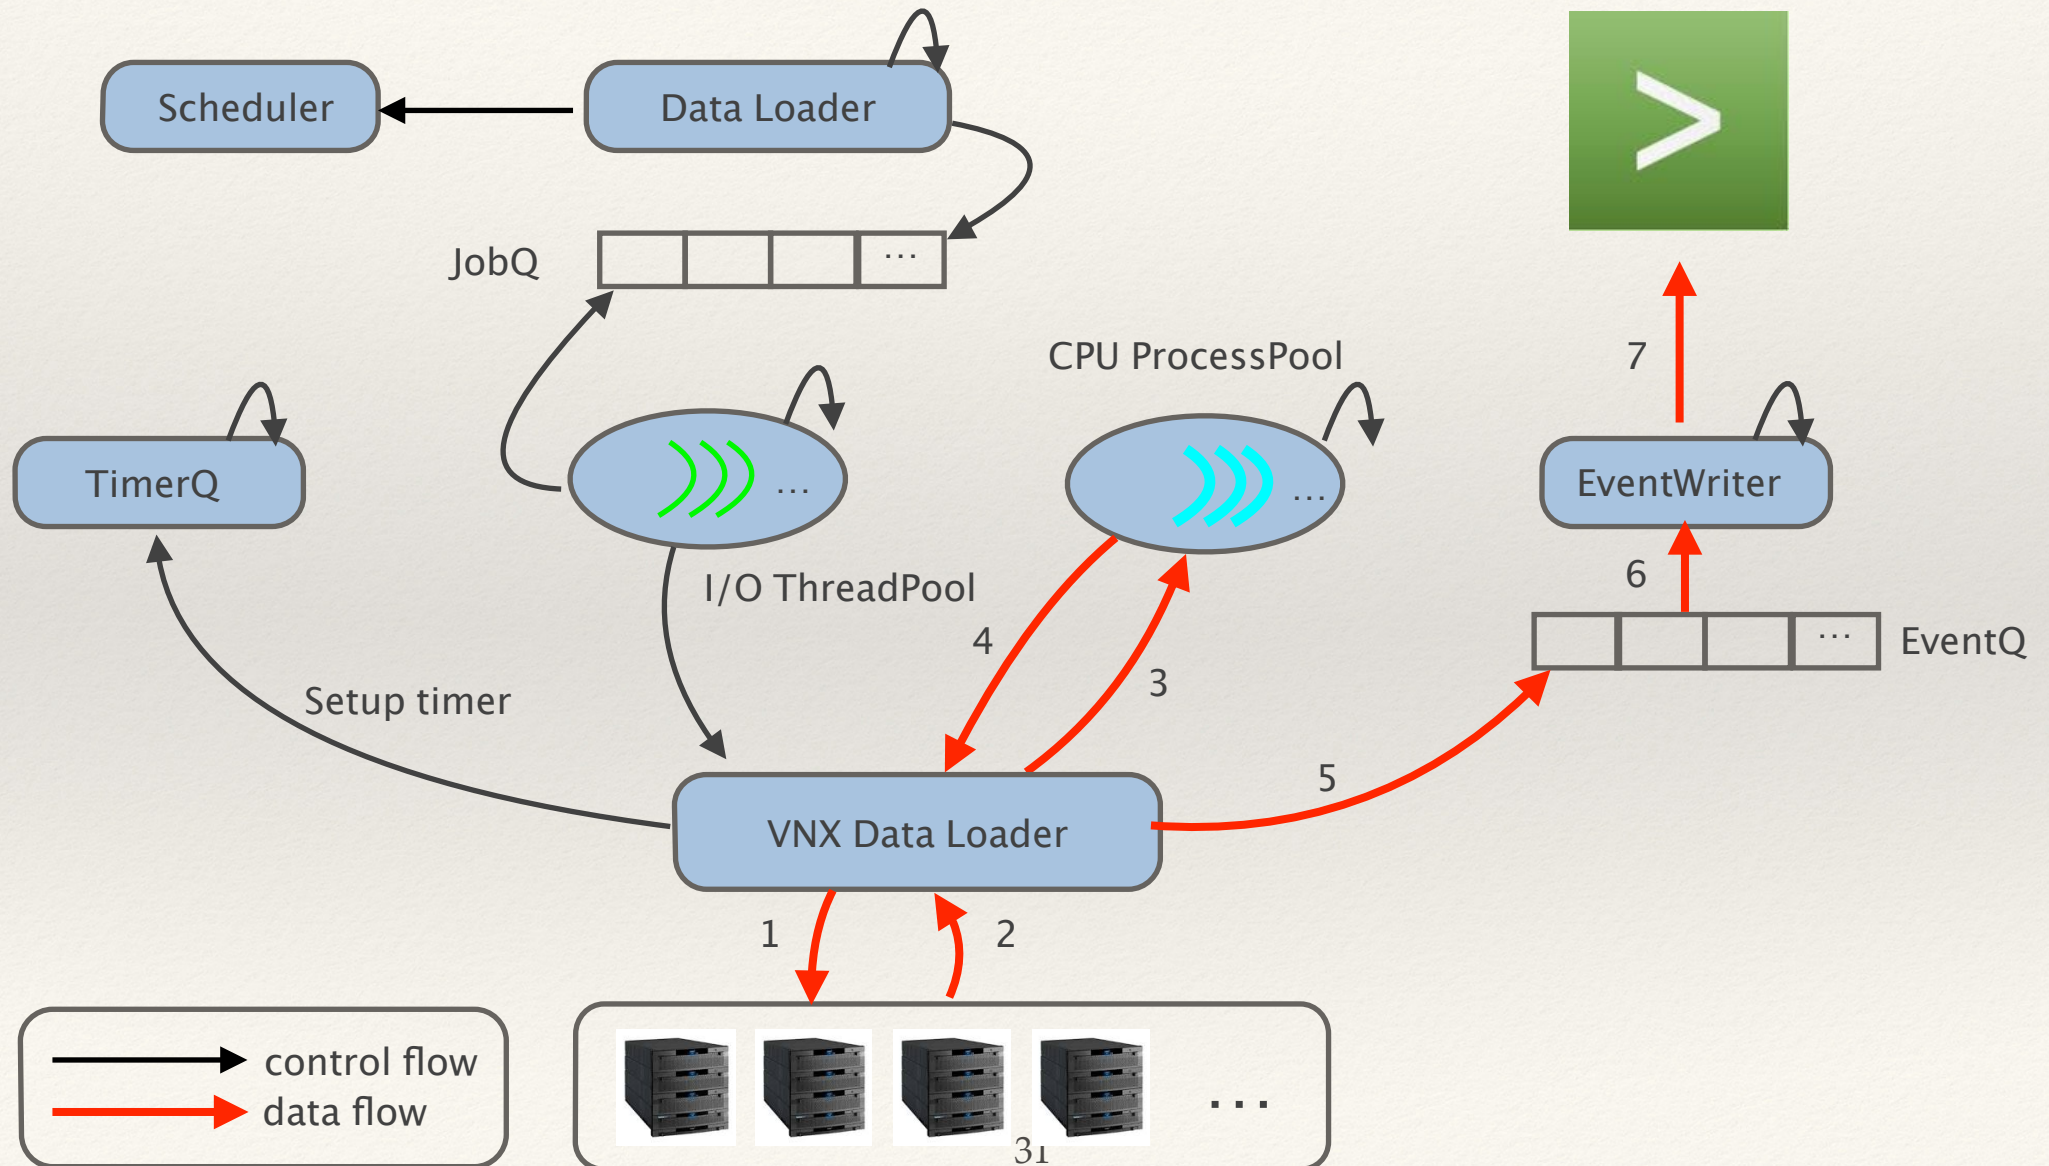 Scheduler
Data Loader
>
JobQ
...
CPU ProcessPool
7
TimerQ
...
...
EventWriter
I/O ThreadPool
6
4
...
EventQ
3
Setup timer
5
VNX Data Loader
1
2
control flow
data flow
...
31